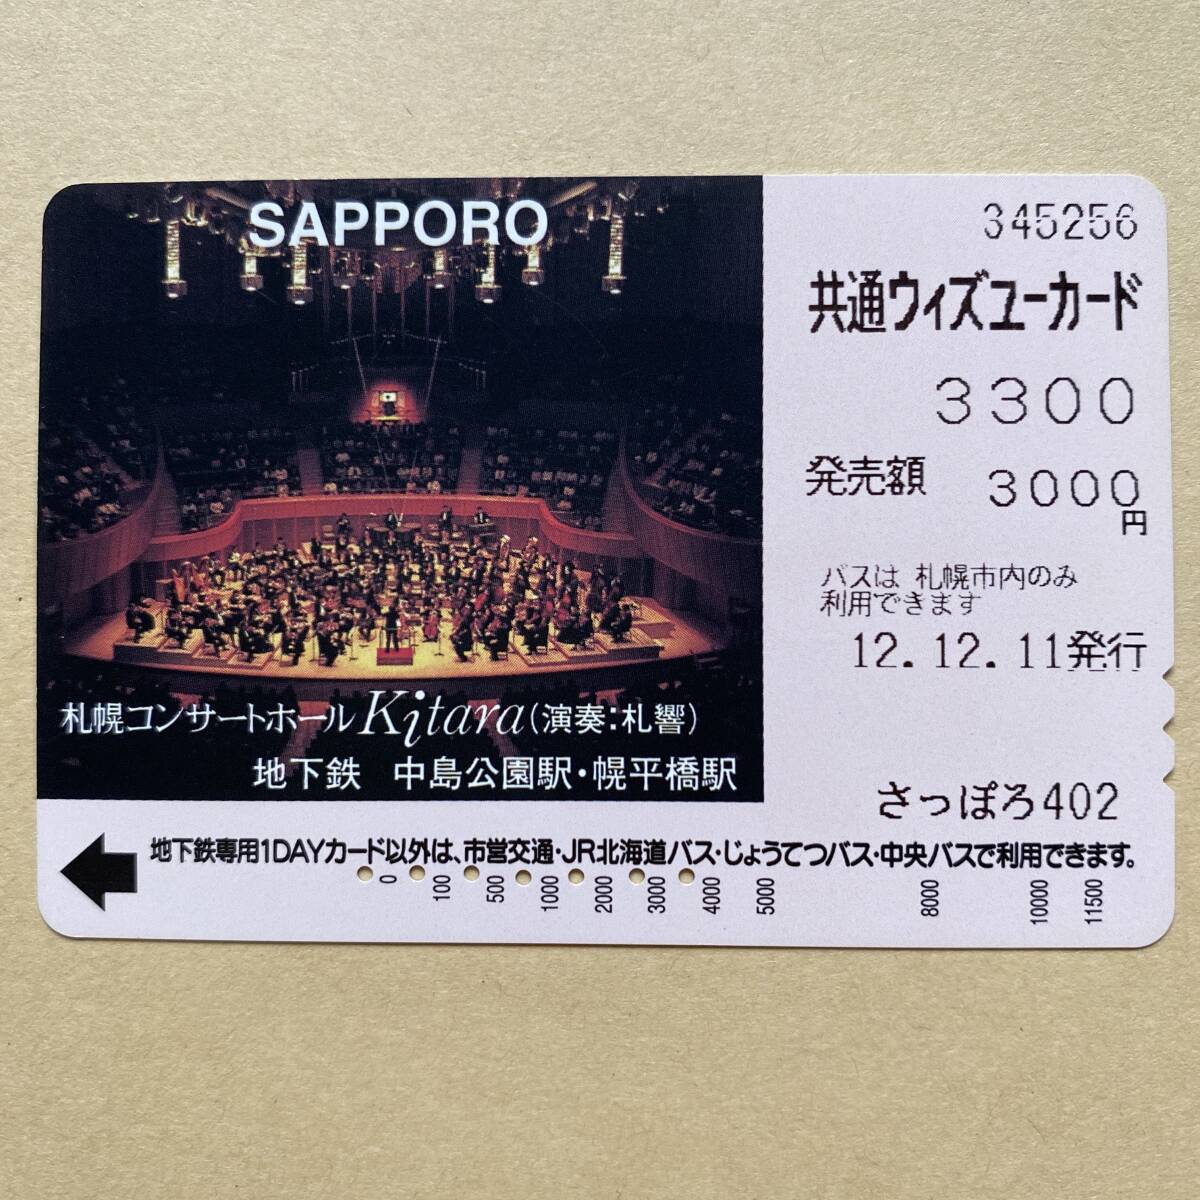 SAPPORO
345256
共通ウィズユーカード
3300
発売額 3000円
バスは 札幌市内のみ
利用できます
12.12.11発行
札幌コンサートホールKitara(演奏:札響)
地下鉄 中島公園駅・幌平橋駅
さっぽろ402
地下鉄専用1DAYカード以外は、市営交通・JR北海道バス・じょうてつバス・中央バスで利用できます。
0 100 500 1000 2000 3000 4000 5000 8000 10000 11500